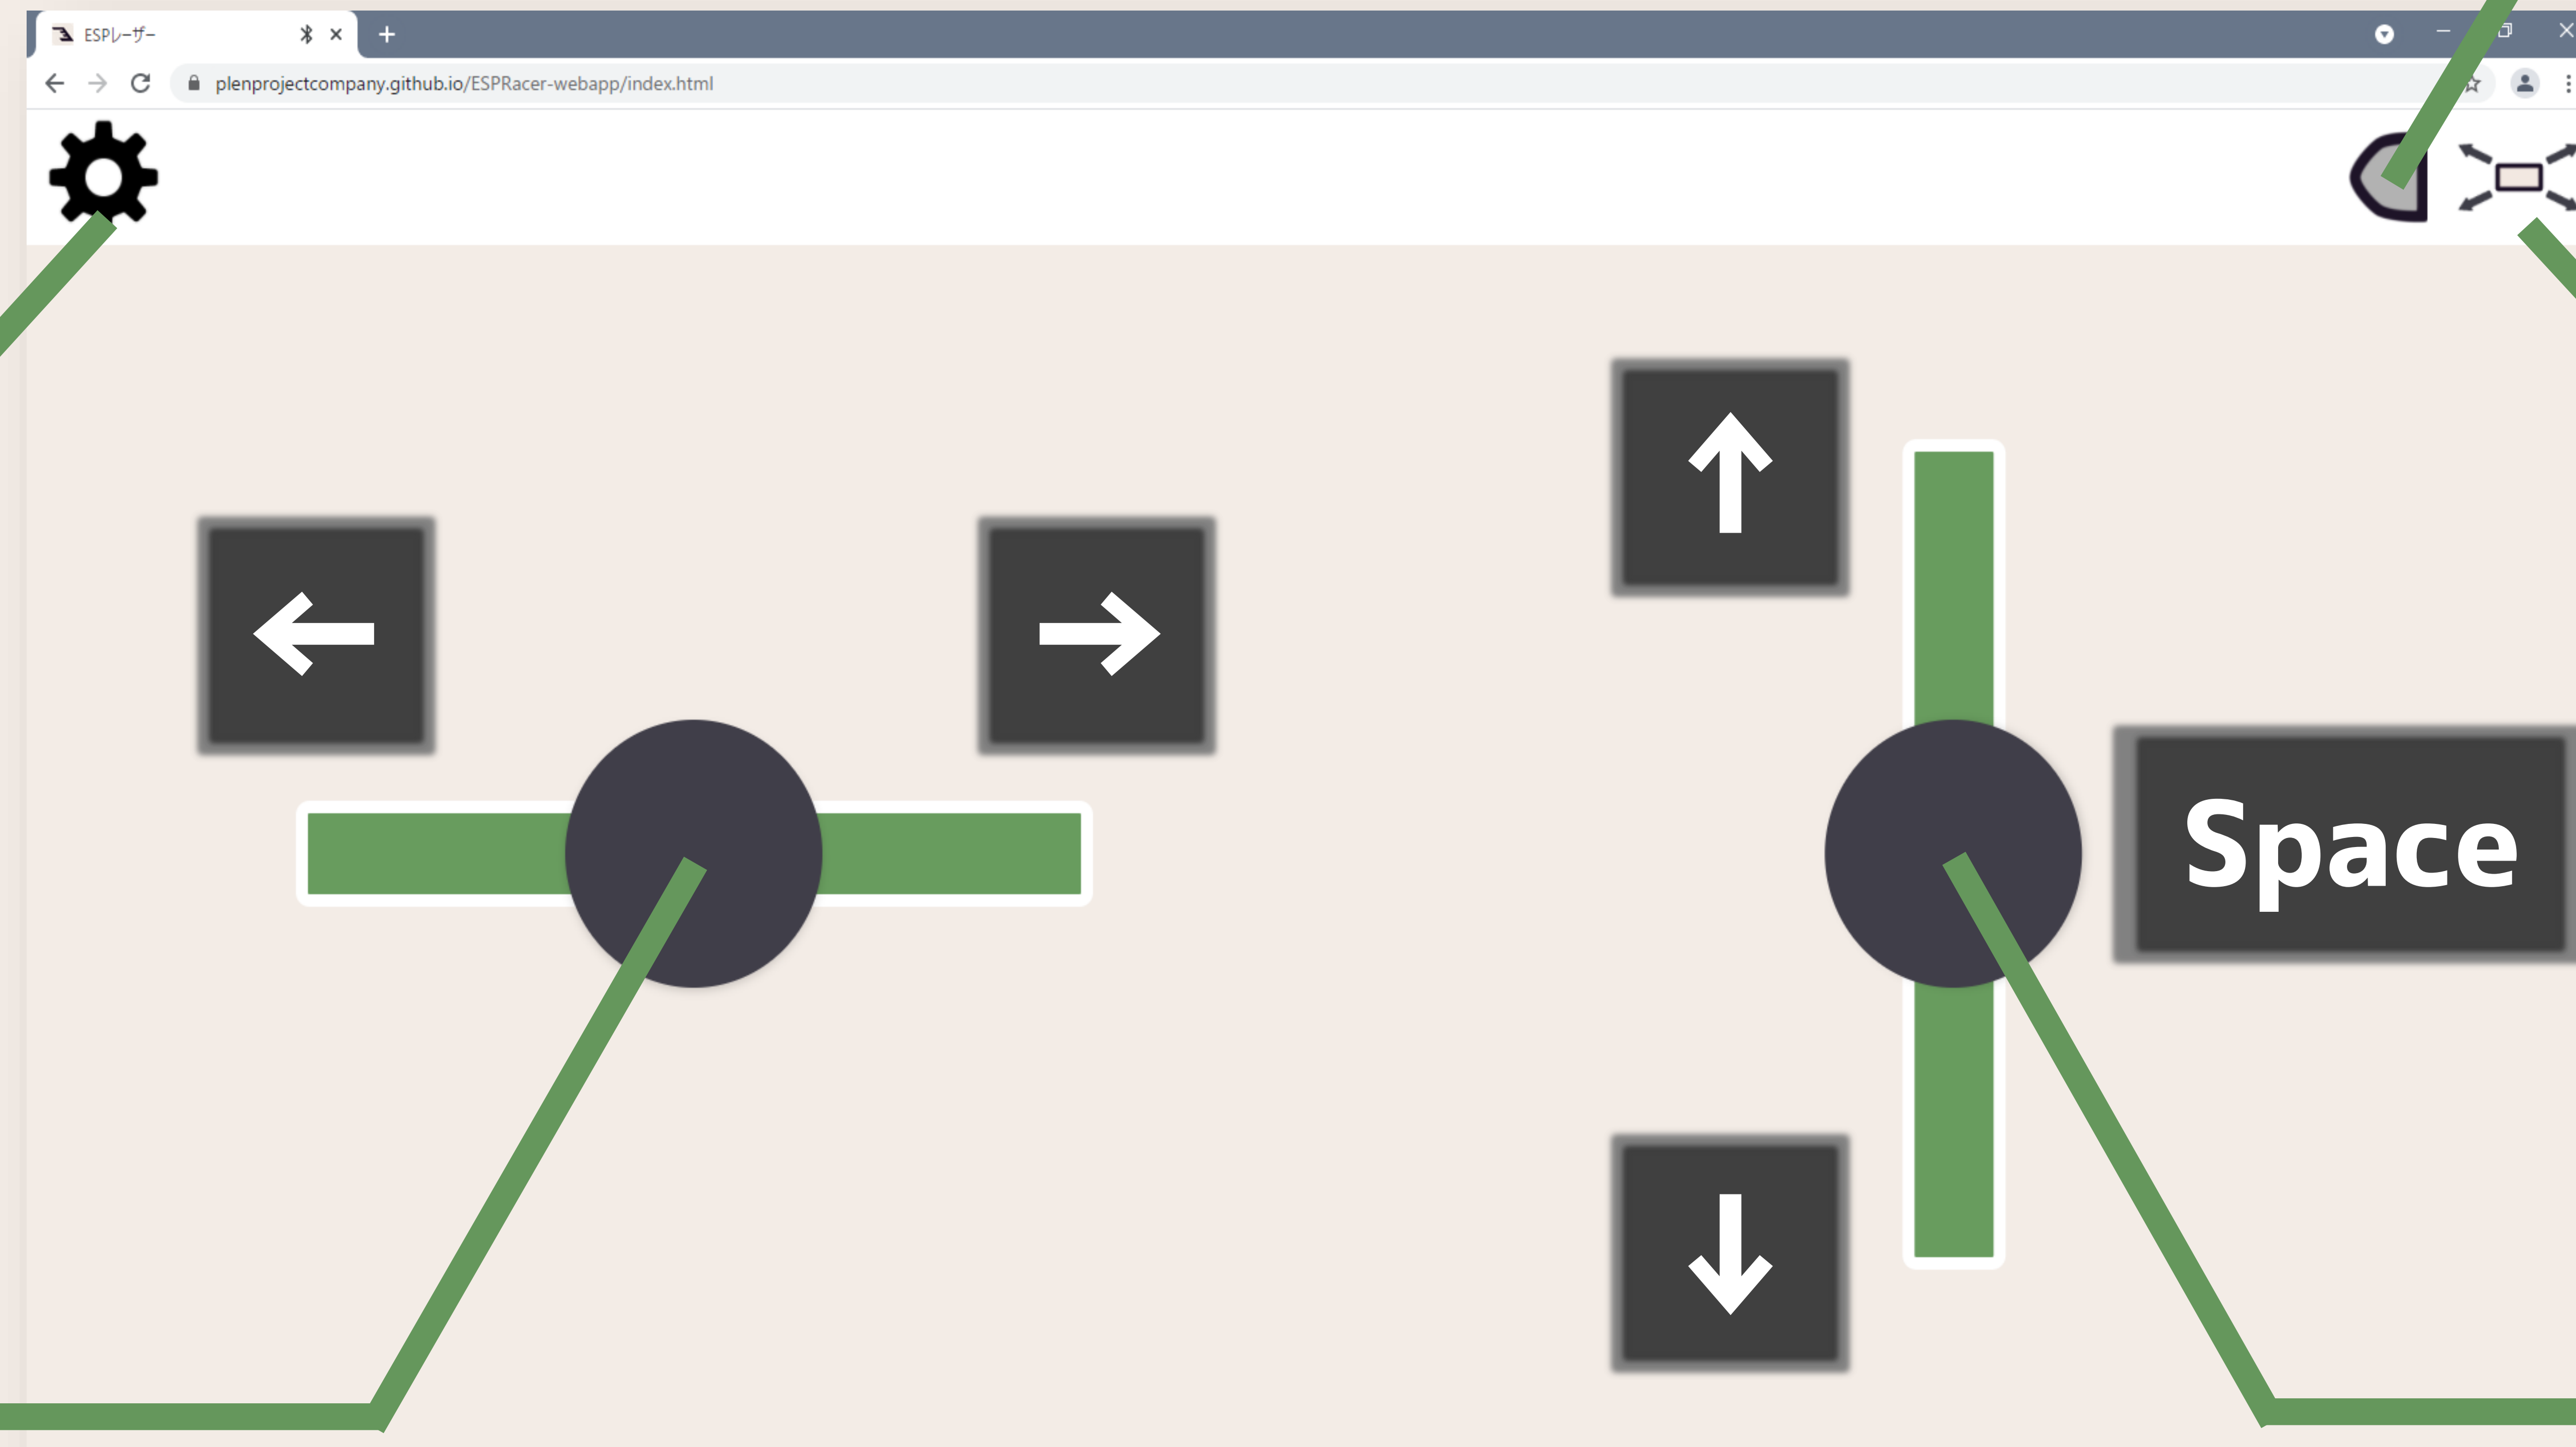 ESPレーザー
plenprojectcompany.github.io/ESPRacer-webapp/index.html
Space